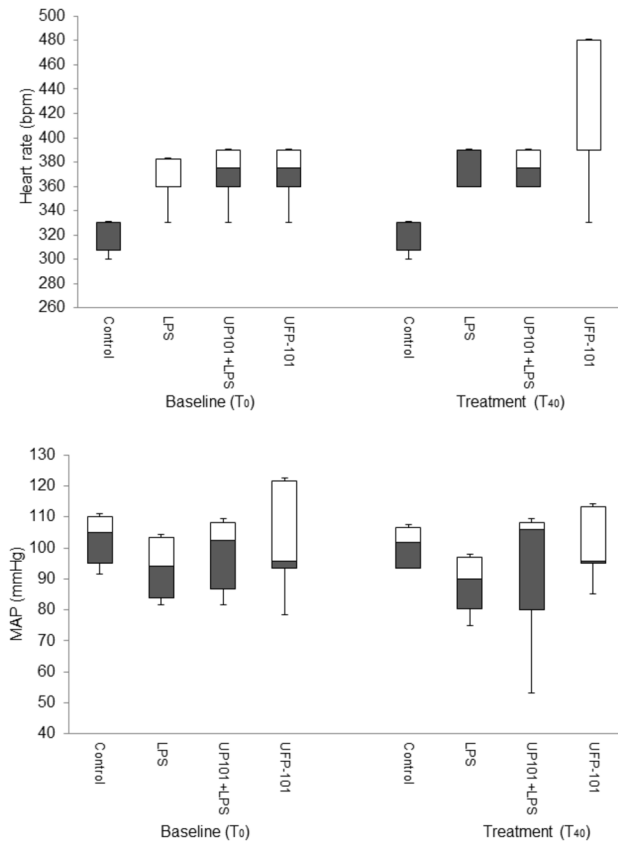 500
480
460
440
420
400
380
360
340
320
300
280
260
Heart rate (bpm)
Control
LPS
UP101+LPS
UFP-101
Control
LPS
UP101+LPS
UFP-101
Baseline (T0)
Treatment (T40)
130
120
110
100
90
80
70
60
50
40
MAP (mmHg)
Control
LPS
UP101+LPS
UFP-101
Control
LPS
UP101+LPS
UFP-101
Baseline (T0)
Treatment (T40)